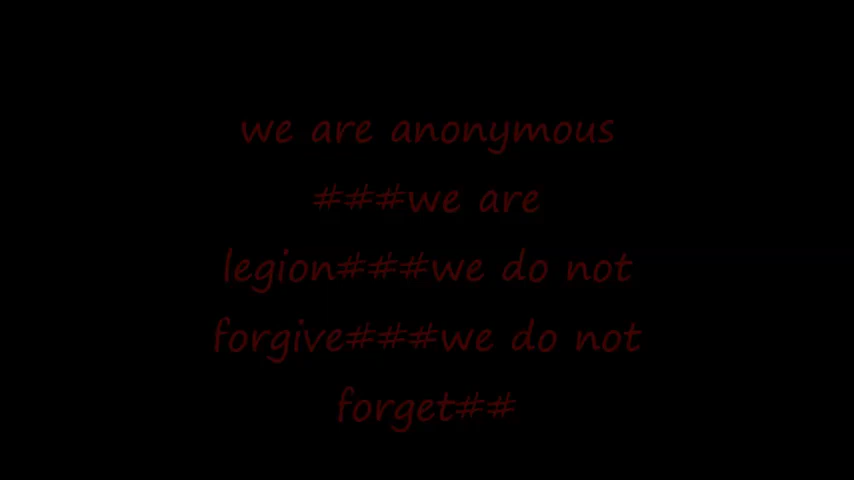 we are anonymous
###we are
legion###we do not
forgive###we do not
forget##